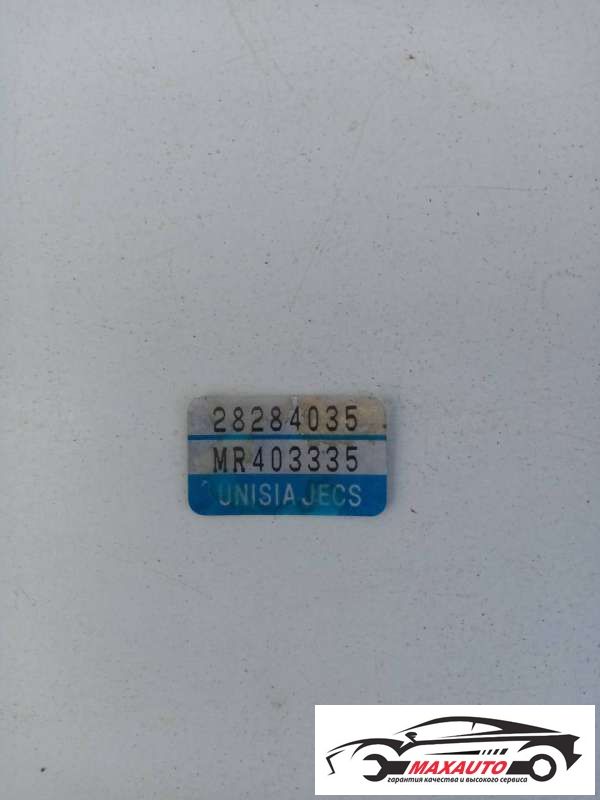 28284035
MR403335
UNISIA JECS
MAXAUTO
гарантия качества и высокого сервиса